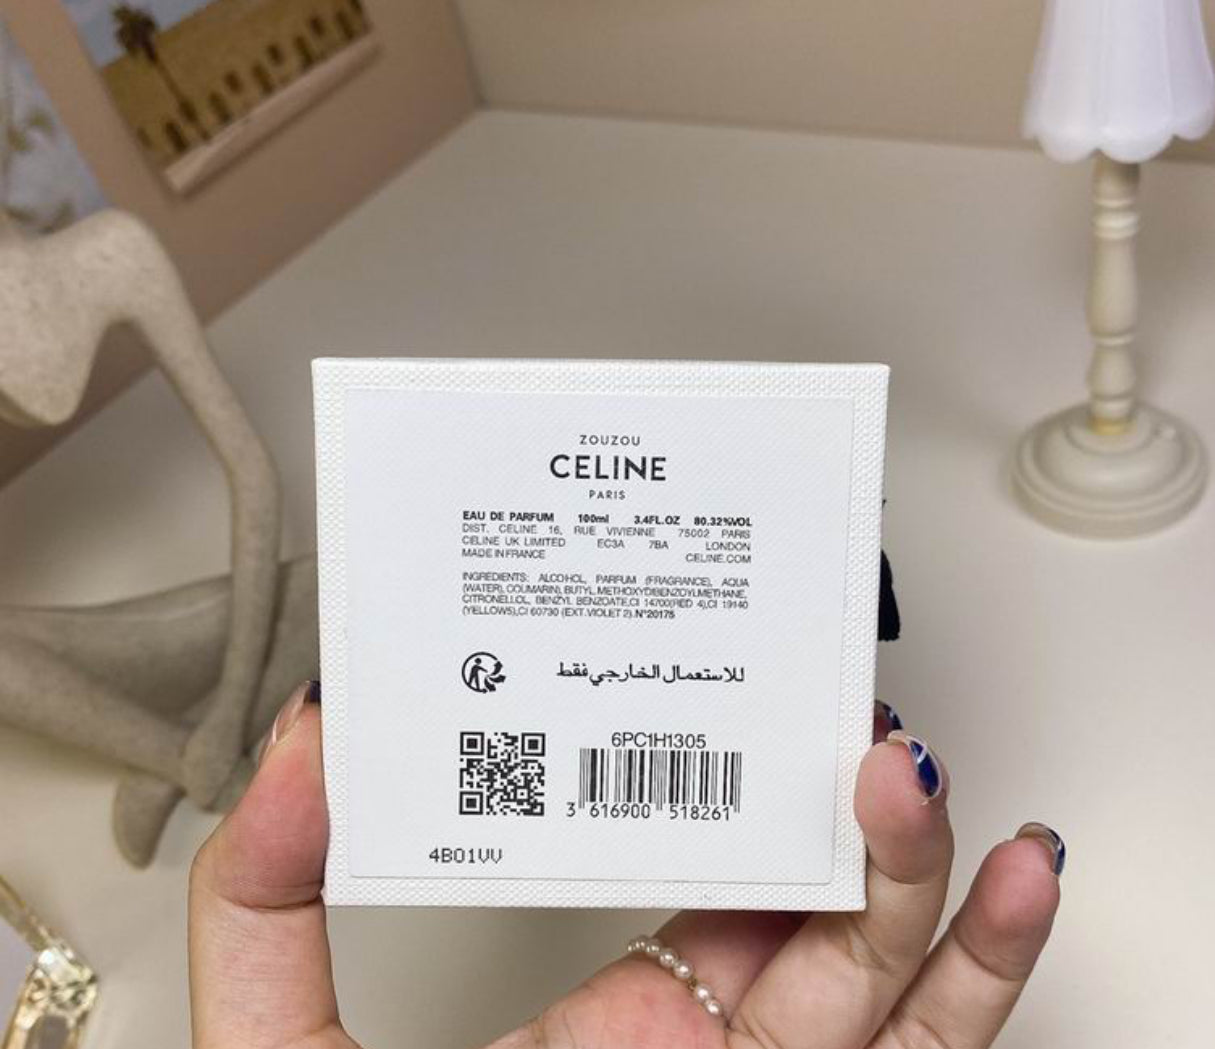 ZOUZOU
CELINE
PARIS
EAU DE PARFUM 100ml 3.4FL.OZ 80.32%VOL
DIST. CELINE 16, RUE VIVIENNE 75002 PARIS
CELINE UK LIMITED EC3A 7BA LONDON
MADE IN FRANCE CELINE.COM
INGREDIENTS: ALCOHOL, PARFUM (FRAGRANCE), AQUA
(WATER), COUMARIN, BUTYL METHOXYDIBENZOYLMETHANE,
CITRONELLOL, BENZYL BENZOATE,CI 14700(RED 4),CI 19140
(YELLOW5),CI 60730 (EXT.VIOLET 2).N°20175
للاستعمال الخارجي فقط
6PC1H1305
3 616900 518261
4B01VV